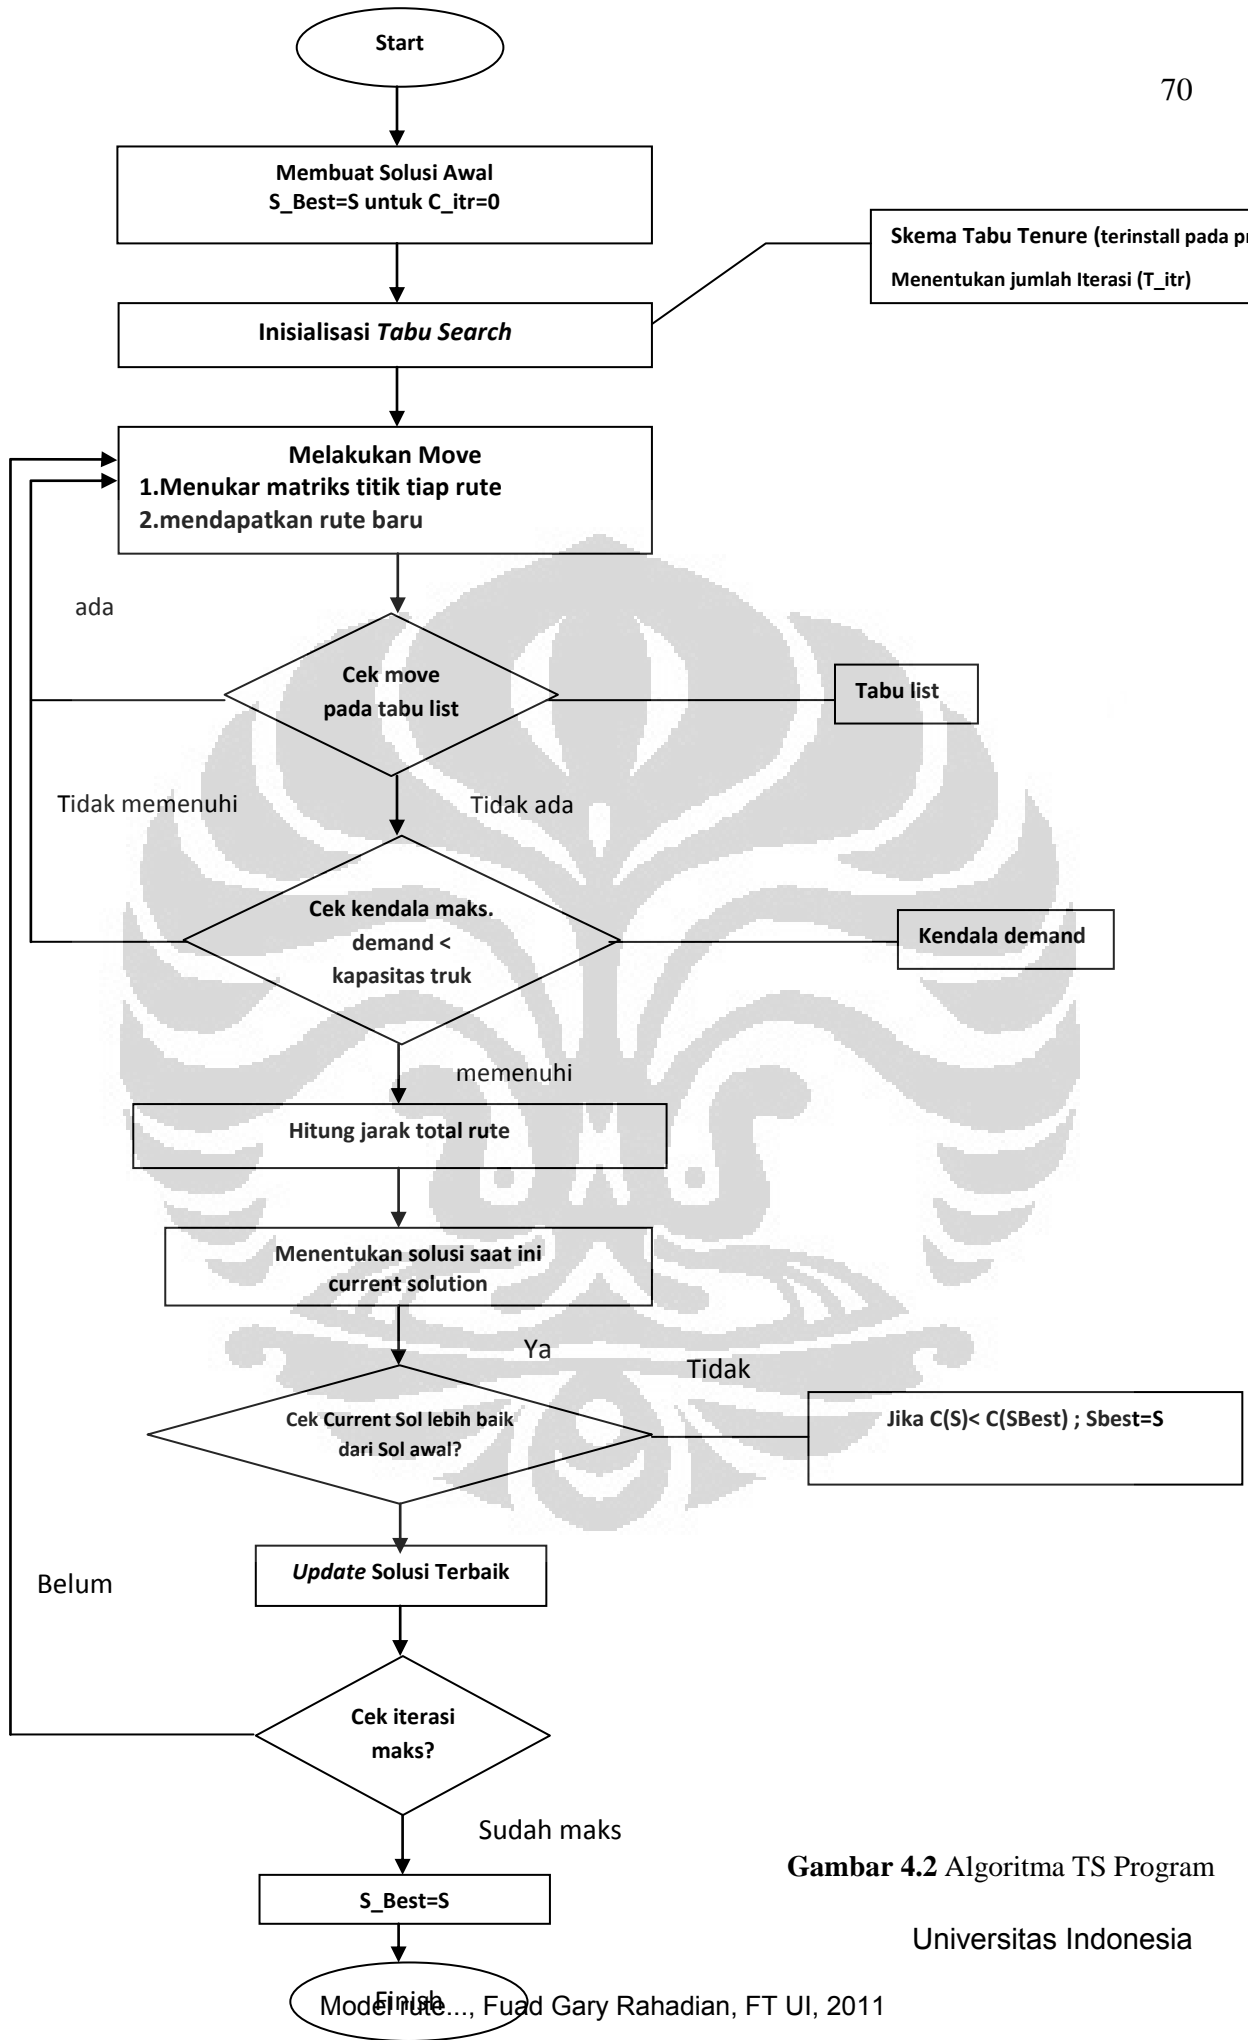 Start
70
Membuat Solusi Awal
S_Best=S untuk C_itr=0
Skema Tabu Tenure (terinstall pada
Menentukan jumlah Iterasi (T_itr)
Inisialisasi Tabu Search
Melakukan Move
1.Menukar matriks titik tiap rute
2.mendapatkan rute baru
ada
Cek move
pada tabu list
Tabu list
Tidak memenuhi
Tidak ada
Cek kendala maks.
demand <
kapasitas truk
Kendala demand
memenuhi
Hitung jarak total rute
Menentukan solusi saat ini
current solution
Ya
Tidak
Cek Current Sol lebih baik
dari Sol awal?
Jika C(S)< C(SBest) ; Sbest=S
Update Solusi Terbaik
Belum
Cek iterasi
maks?
Sudah maks
S_Best=S
Gambar 4.2 Algoritma TS Program
Universitas Indonesia
Finish
Model rute..., Fuad Gary Rahadian, FT UI, 2011